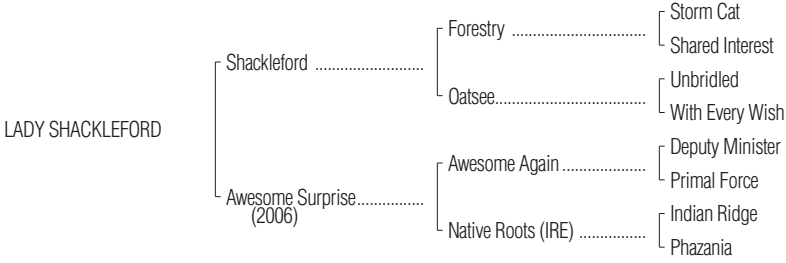 Storm Cat
Forestry ................................
Shared Interest
Shackleford ..........................
Unbridled
Oatsee....................................
With Every Wish
LADY SHACKLEFORD
Deputy Minister
Awesome Again ....................
Primal Force
Awesome Surprise................
(2006)
Indian Ridge
Native Roots (IRE) ................
Phazania